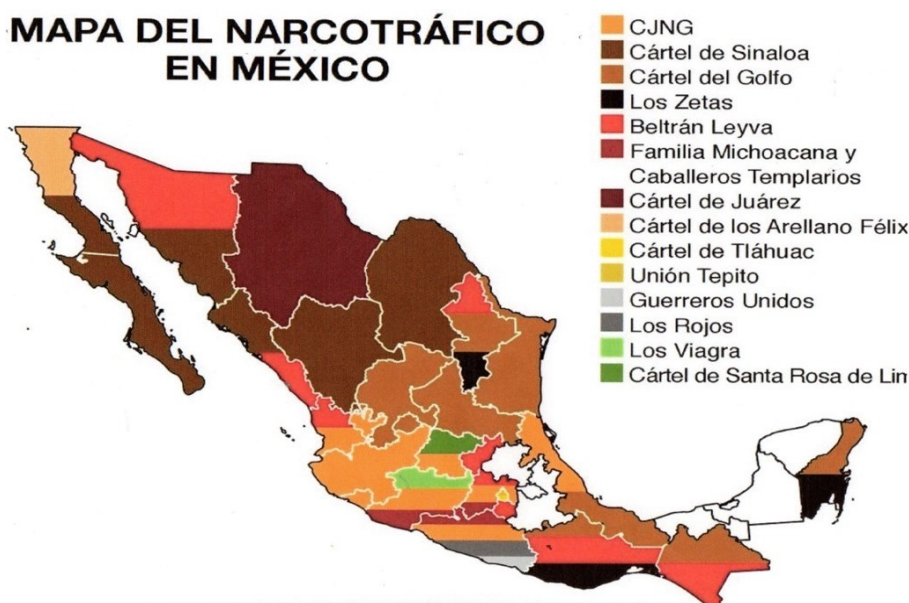 MAPA DEL NARCOTRÁFICO
EN MÉXICO
CJNG
Cártel de Sinaloa
Cártel del Golfo
Los Zetas
Beltrán Leyva
Familia Michoacana y
Caballeros Templarios
Cártel de Juárez
Cártel de los Arellano Félix
Cártel de Tláhuac
Unión Tepito
Guerreros Unidos
Los Rojos
Los Viagra
Cártel de Santa Rosa de Lim